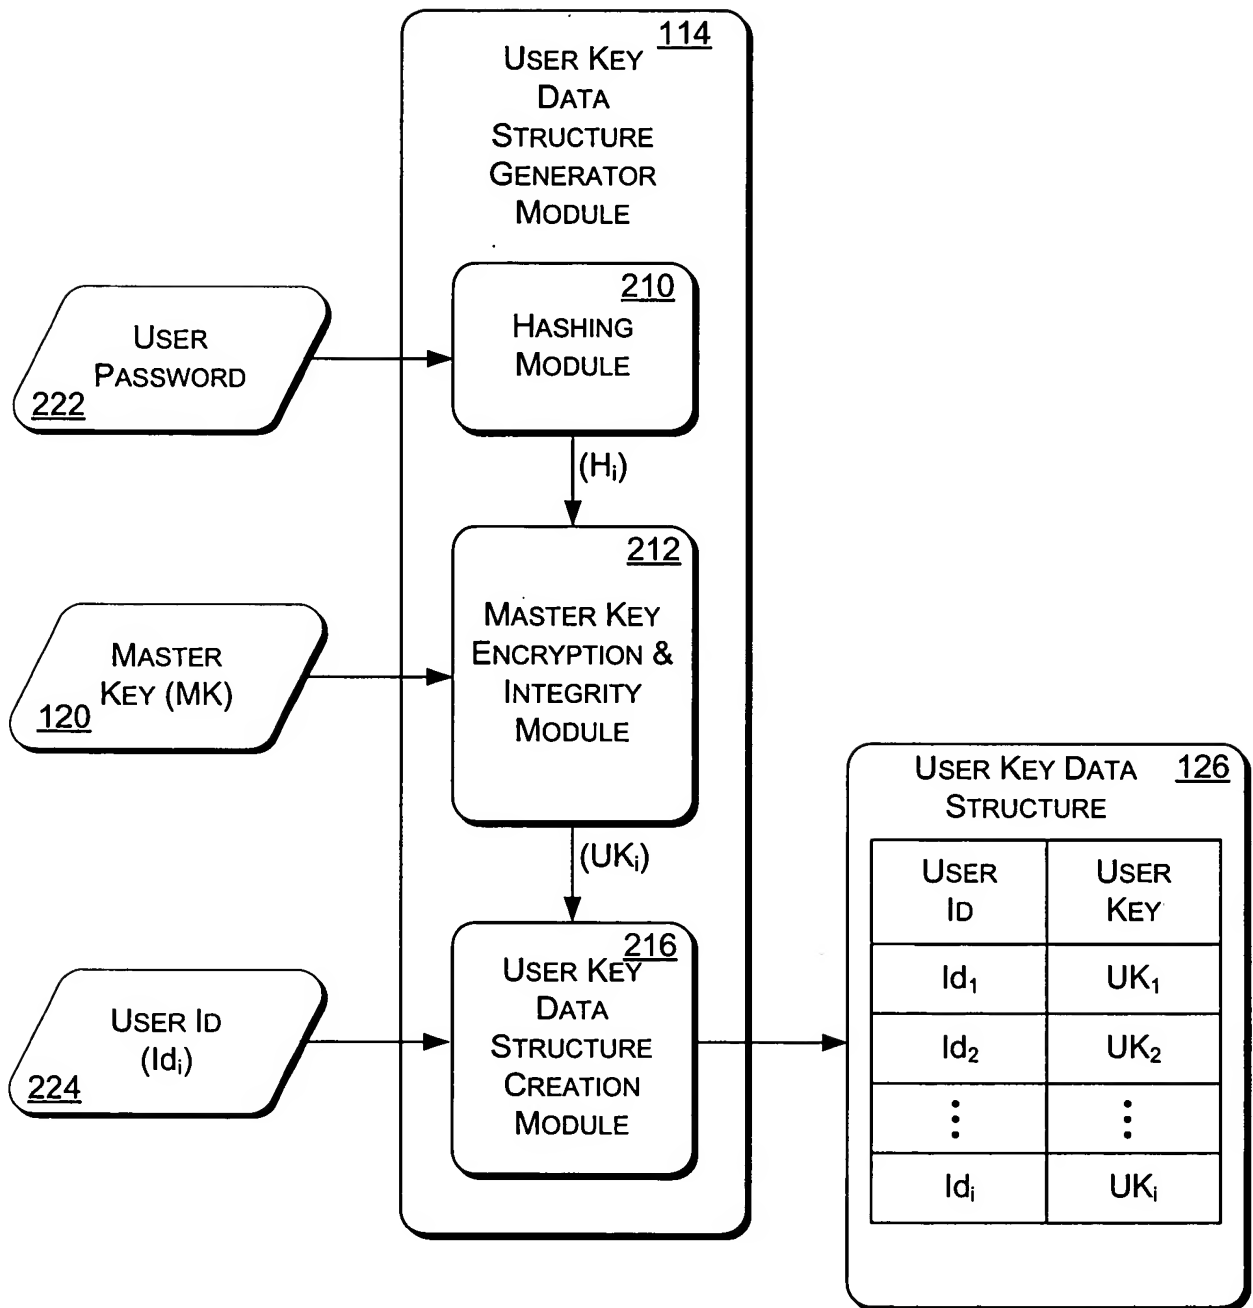 114
USER KEY
DATA
STRUCTURE
GENERATOR
MODULE
USER
PASSWORD
222
210
HASHING
MODULE
(Hᵢ)
MASTER
KEY (MK)
120
212
MASTER KEY
ENCRYPTION &
INTEGRITY
MODULE
(UKᵢ)
USER ID
(Idᵢ)
224
216
USER KEY
DATA
STRUCTURE
CREATION
MODULE
USER KEY DATA 126
STRUCTURE
USER ID USER KEY
Id₁ UK₁
Id₂ UK₂
⋮ ⋮
Idᵢ UKᵢ